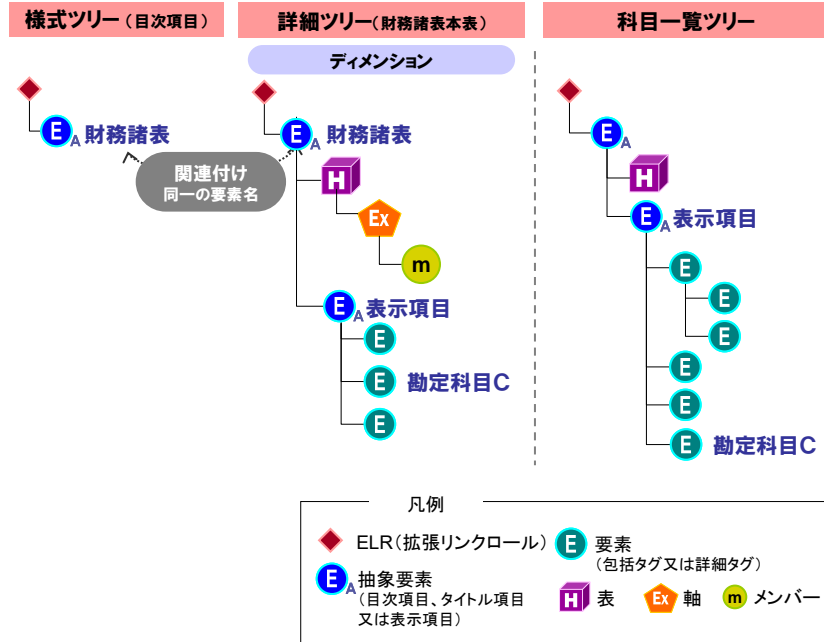 様式ツリー（目次項目）
詳細ツリー（財務諸表本表）
科目一覧ツリー
ディメンション
E A 財務諸表
E A 財務諸表
E A
関連付け
同一の要素名
H
H
Ex
E A 表示項目
m
E
E
E A 表示項目
E
E
E
E
勘定科目C
E
E
E
勘定科目C
凡例
ELR（拡張リンクロール）
E 要素
（包括タグ又は詳細タグ）
E A 抽象要素
（目次項目、タイトル項目
又は表示項目）
H 表
Ex 軸
m メンバー